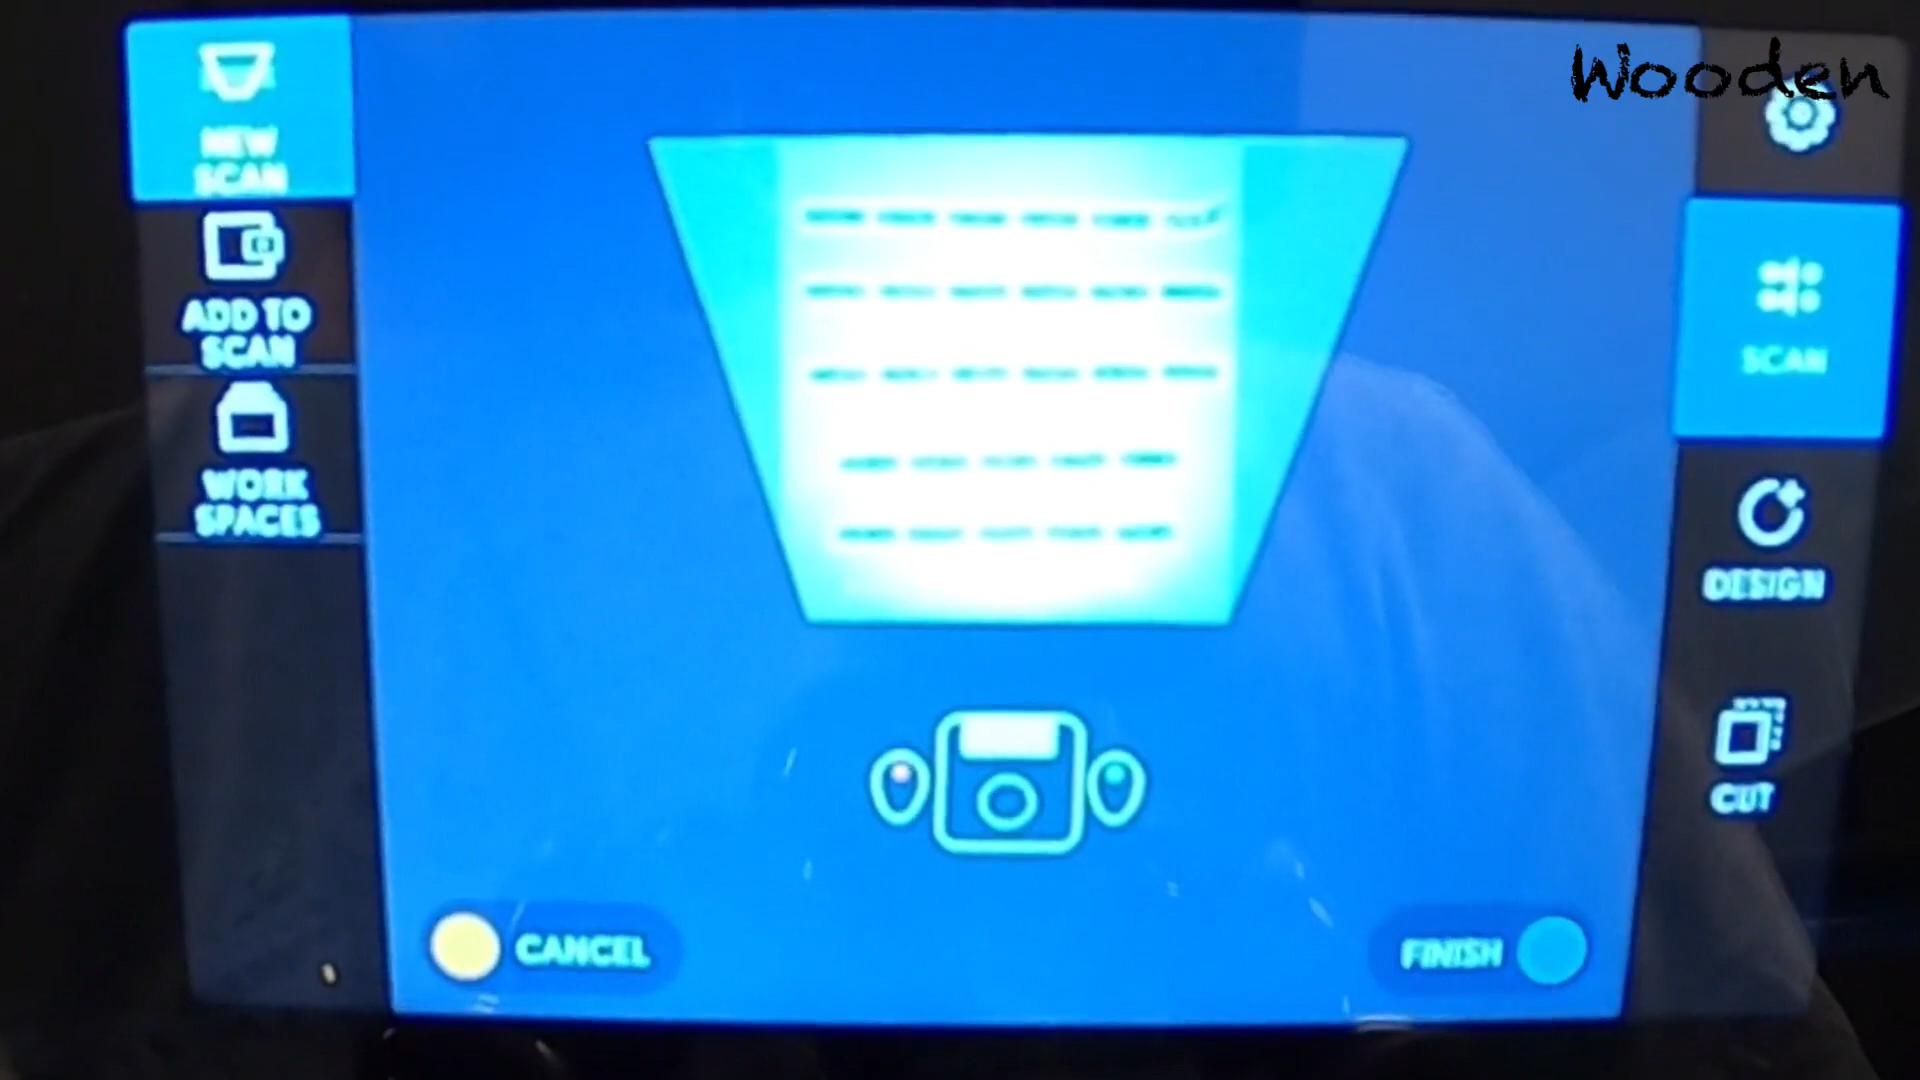 Wooden
NEW
SCAN
ADD TO
SCAN
WORK
SPACES
SCAN
DESIGN
CUT
CANCEL
FINISH